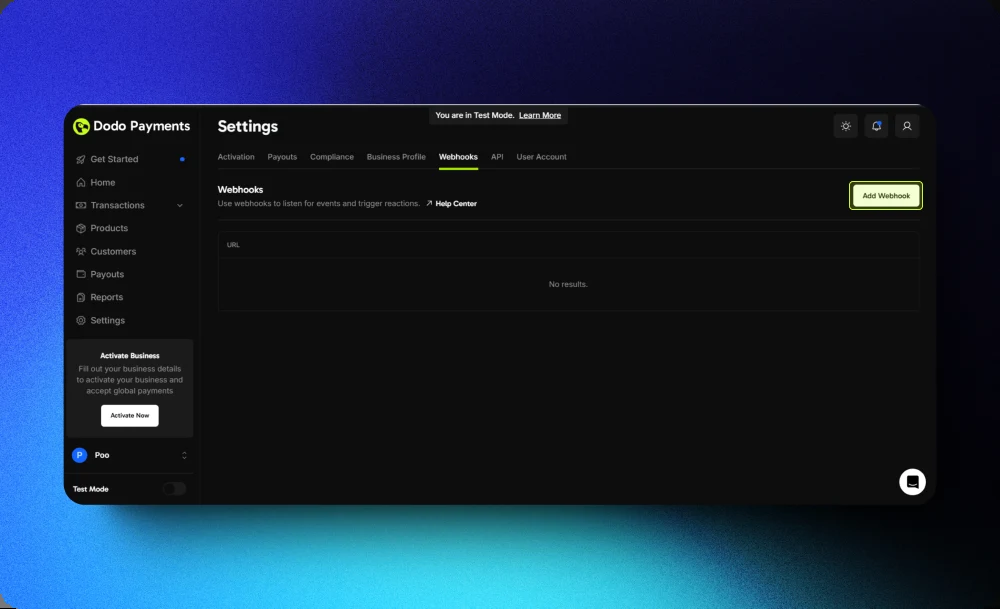 Dodo Payments
Get Started
Home
Transactions
Products
Customers
Payouts
Reports
Settings
Activate Business
Fill out your business details
to activate your business and
accept global payments
Activate Now
P Poo
Test Mode
You are in Test Mode. Learn More
Settings
Activation Payouts Compliance Business Profile Webhooks API User Account
Webhooks
Use webhooks to listen for events and trigger reactions. Help Center
Add Webhook
URL
No results.